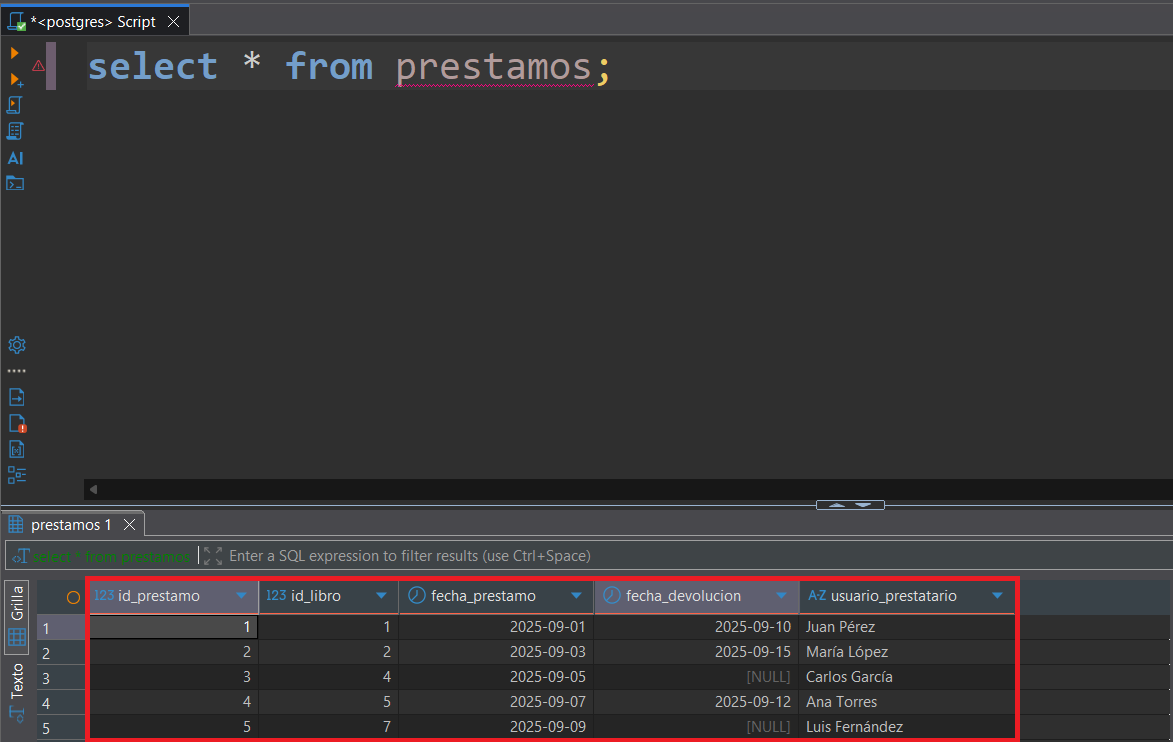 *<postgres> Script
select * from prestamos;
AI
prestamos 1
select * from prestamos
Enter a SQL expression to filter results (use Ctrl+Space)
Grilla
Texto
123 id_prestamo 123 id_libro fecha_prestamo fecha_devolucion A-Z usuario_prestatario
1 1 1 2025-09-01 2025-09-10 Juan Pérez
2 2 2 2025-09-03 2025-09-15 María López
3 3 4 2025-09-05 [NULL] Carlos García
4 4 5 2025-09-07 2025-09-12 Ana Torres
5 5 7 2025-09-09 [NULL] Luis Fernández